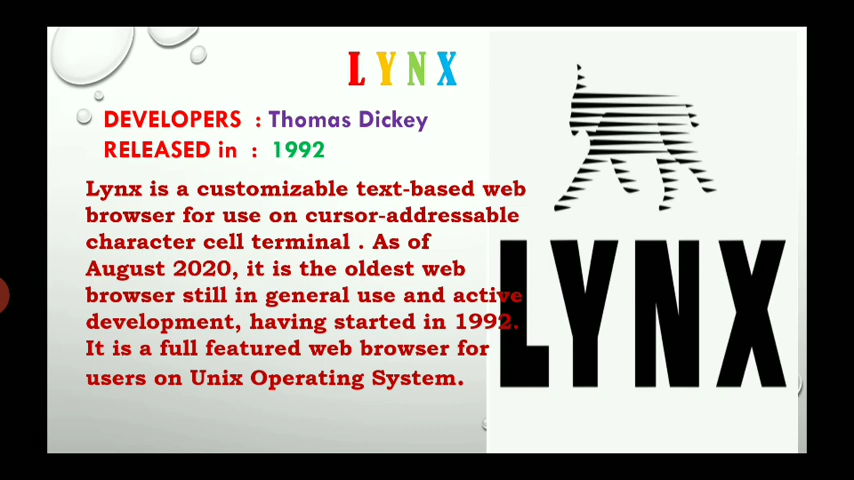 LYNX
DEVELOPERS : Thomas Dickey
RELEASED in : 1992
Lynx is a customizable text-based web
browser for use on cursor-addressable
character cell terminal . As of
August 2020, it is the oldest web
browser still in general use and active
development, having started in 1992.
It is a full featured web browser for
users on Unix Operating System.
LYNX